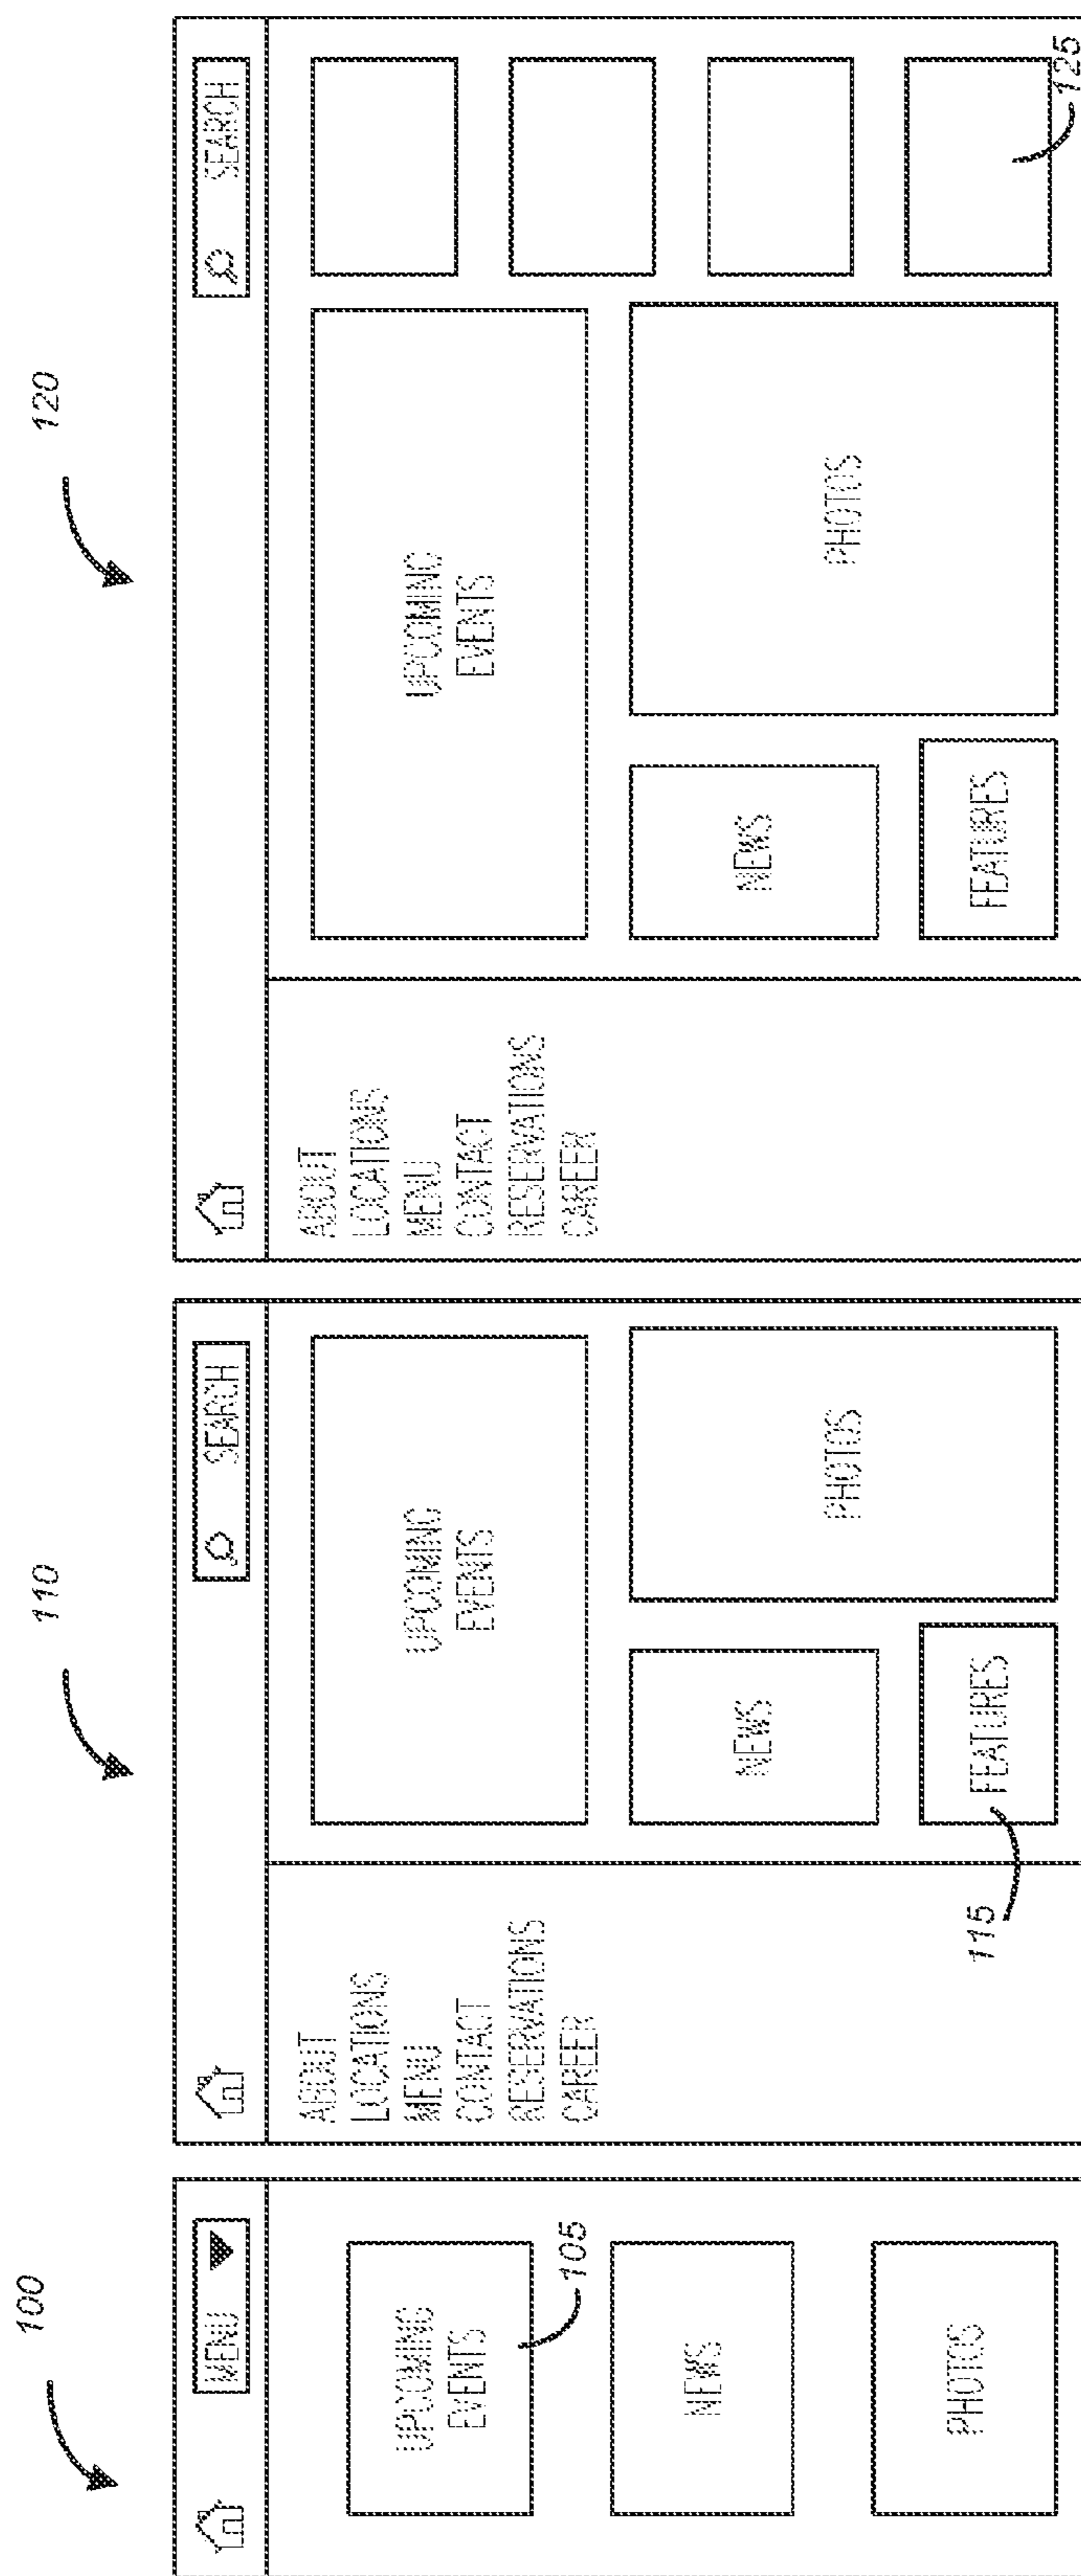 100
MENU
UPCOMING
EVENTS
105
NEWS
PHOTOS
110
SEARCH
ABOUT
LOCATIONS
MENU
CONTACT
RESERVATIONS
CAREER
UPCOMING
EVENTS
NEWS
PHOTOS
FEATURES
115
120
SEARCH
ABOUT
LOCATIONS
MENU
CONTACT
RESERVATIONS
CAREER
UPCOMING
EVENTS
NEWS
PHOTOS
FEATURES
125